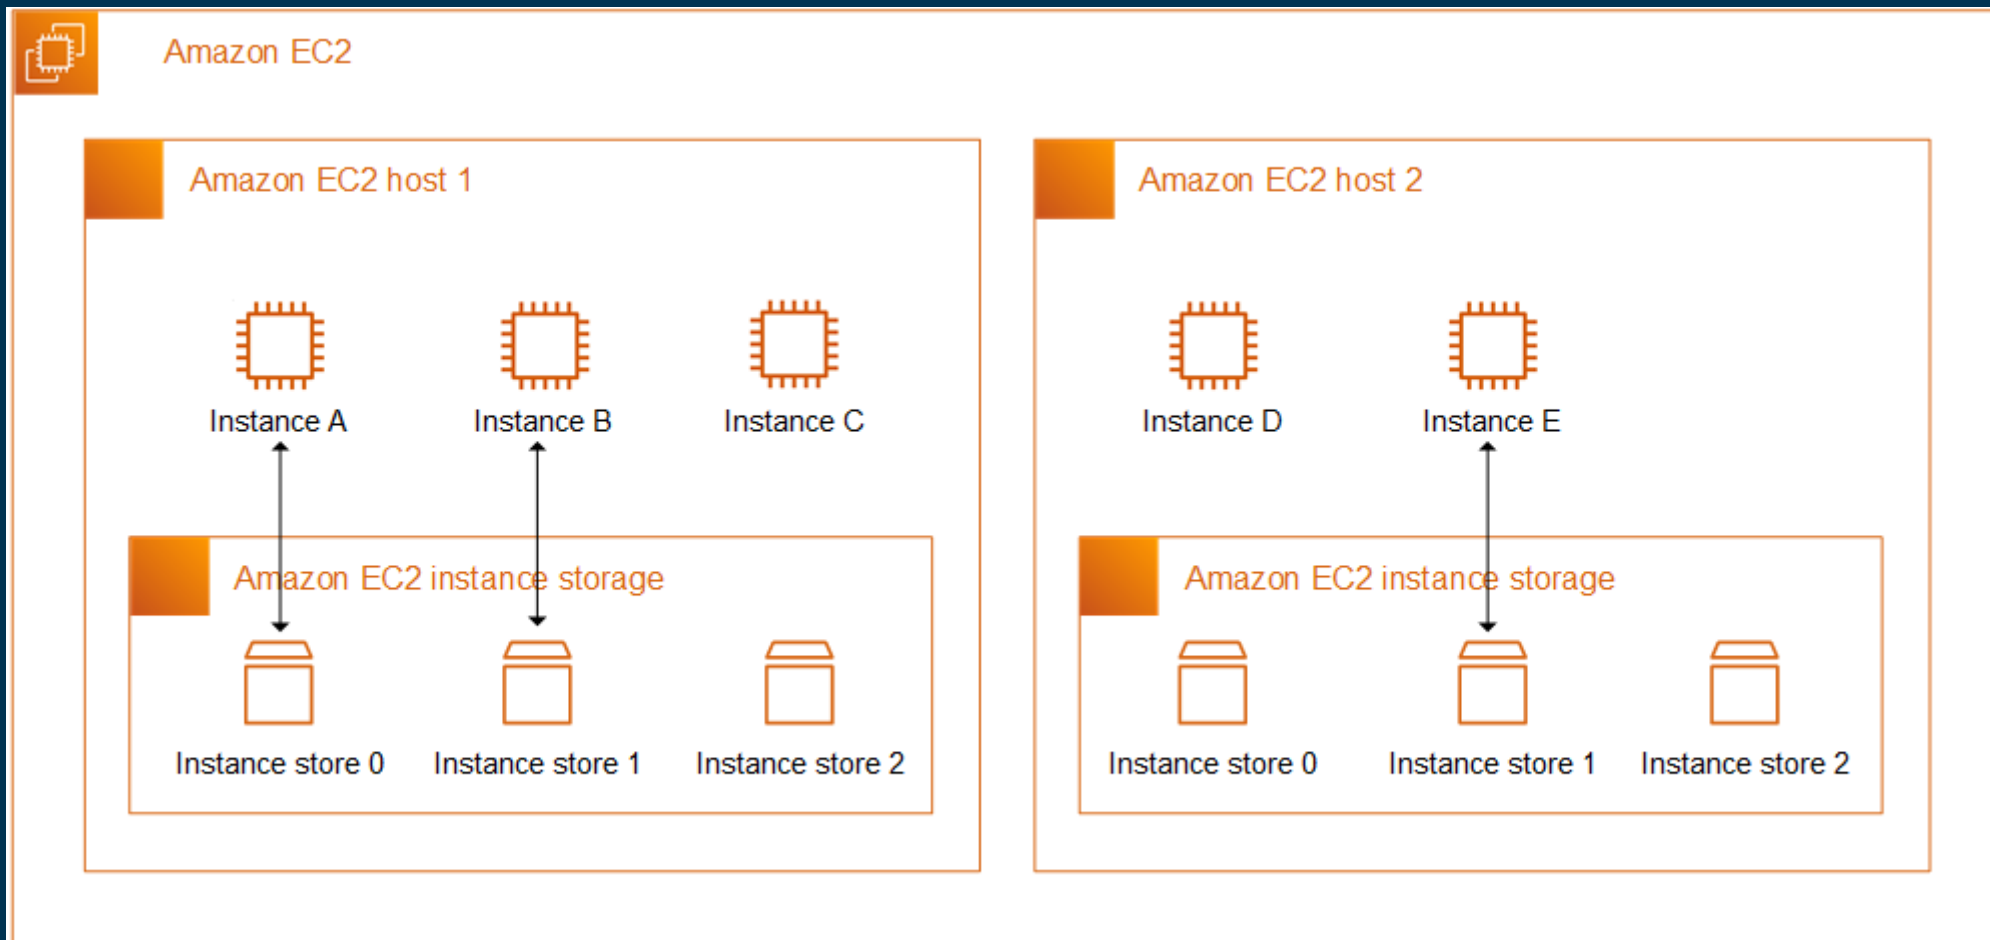 Amazon EC2
Amazon EC2 host 1
Instance A
Instance B
Instance C
Amazon EC2 instance storage
Instance store 0
Instance store 1
Instance store 2
Amazon EC2 host 2
Instance D
Instance E
Amazon EC2 instance storage
Instance store 0
Instance store 1
Instance store 2